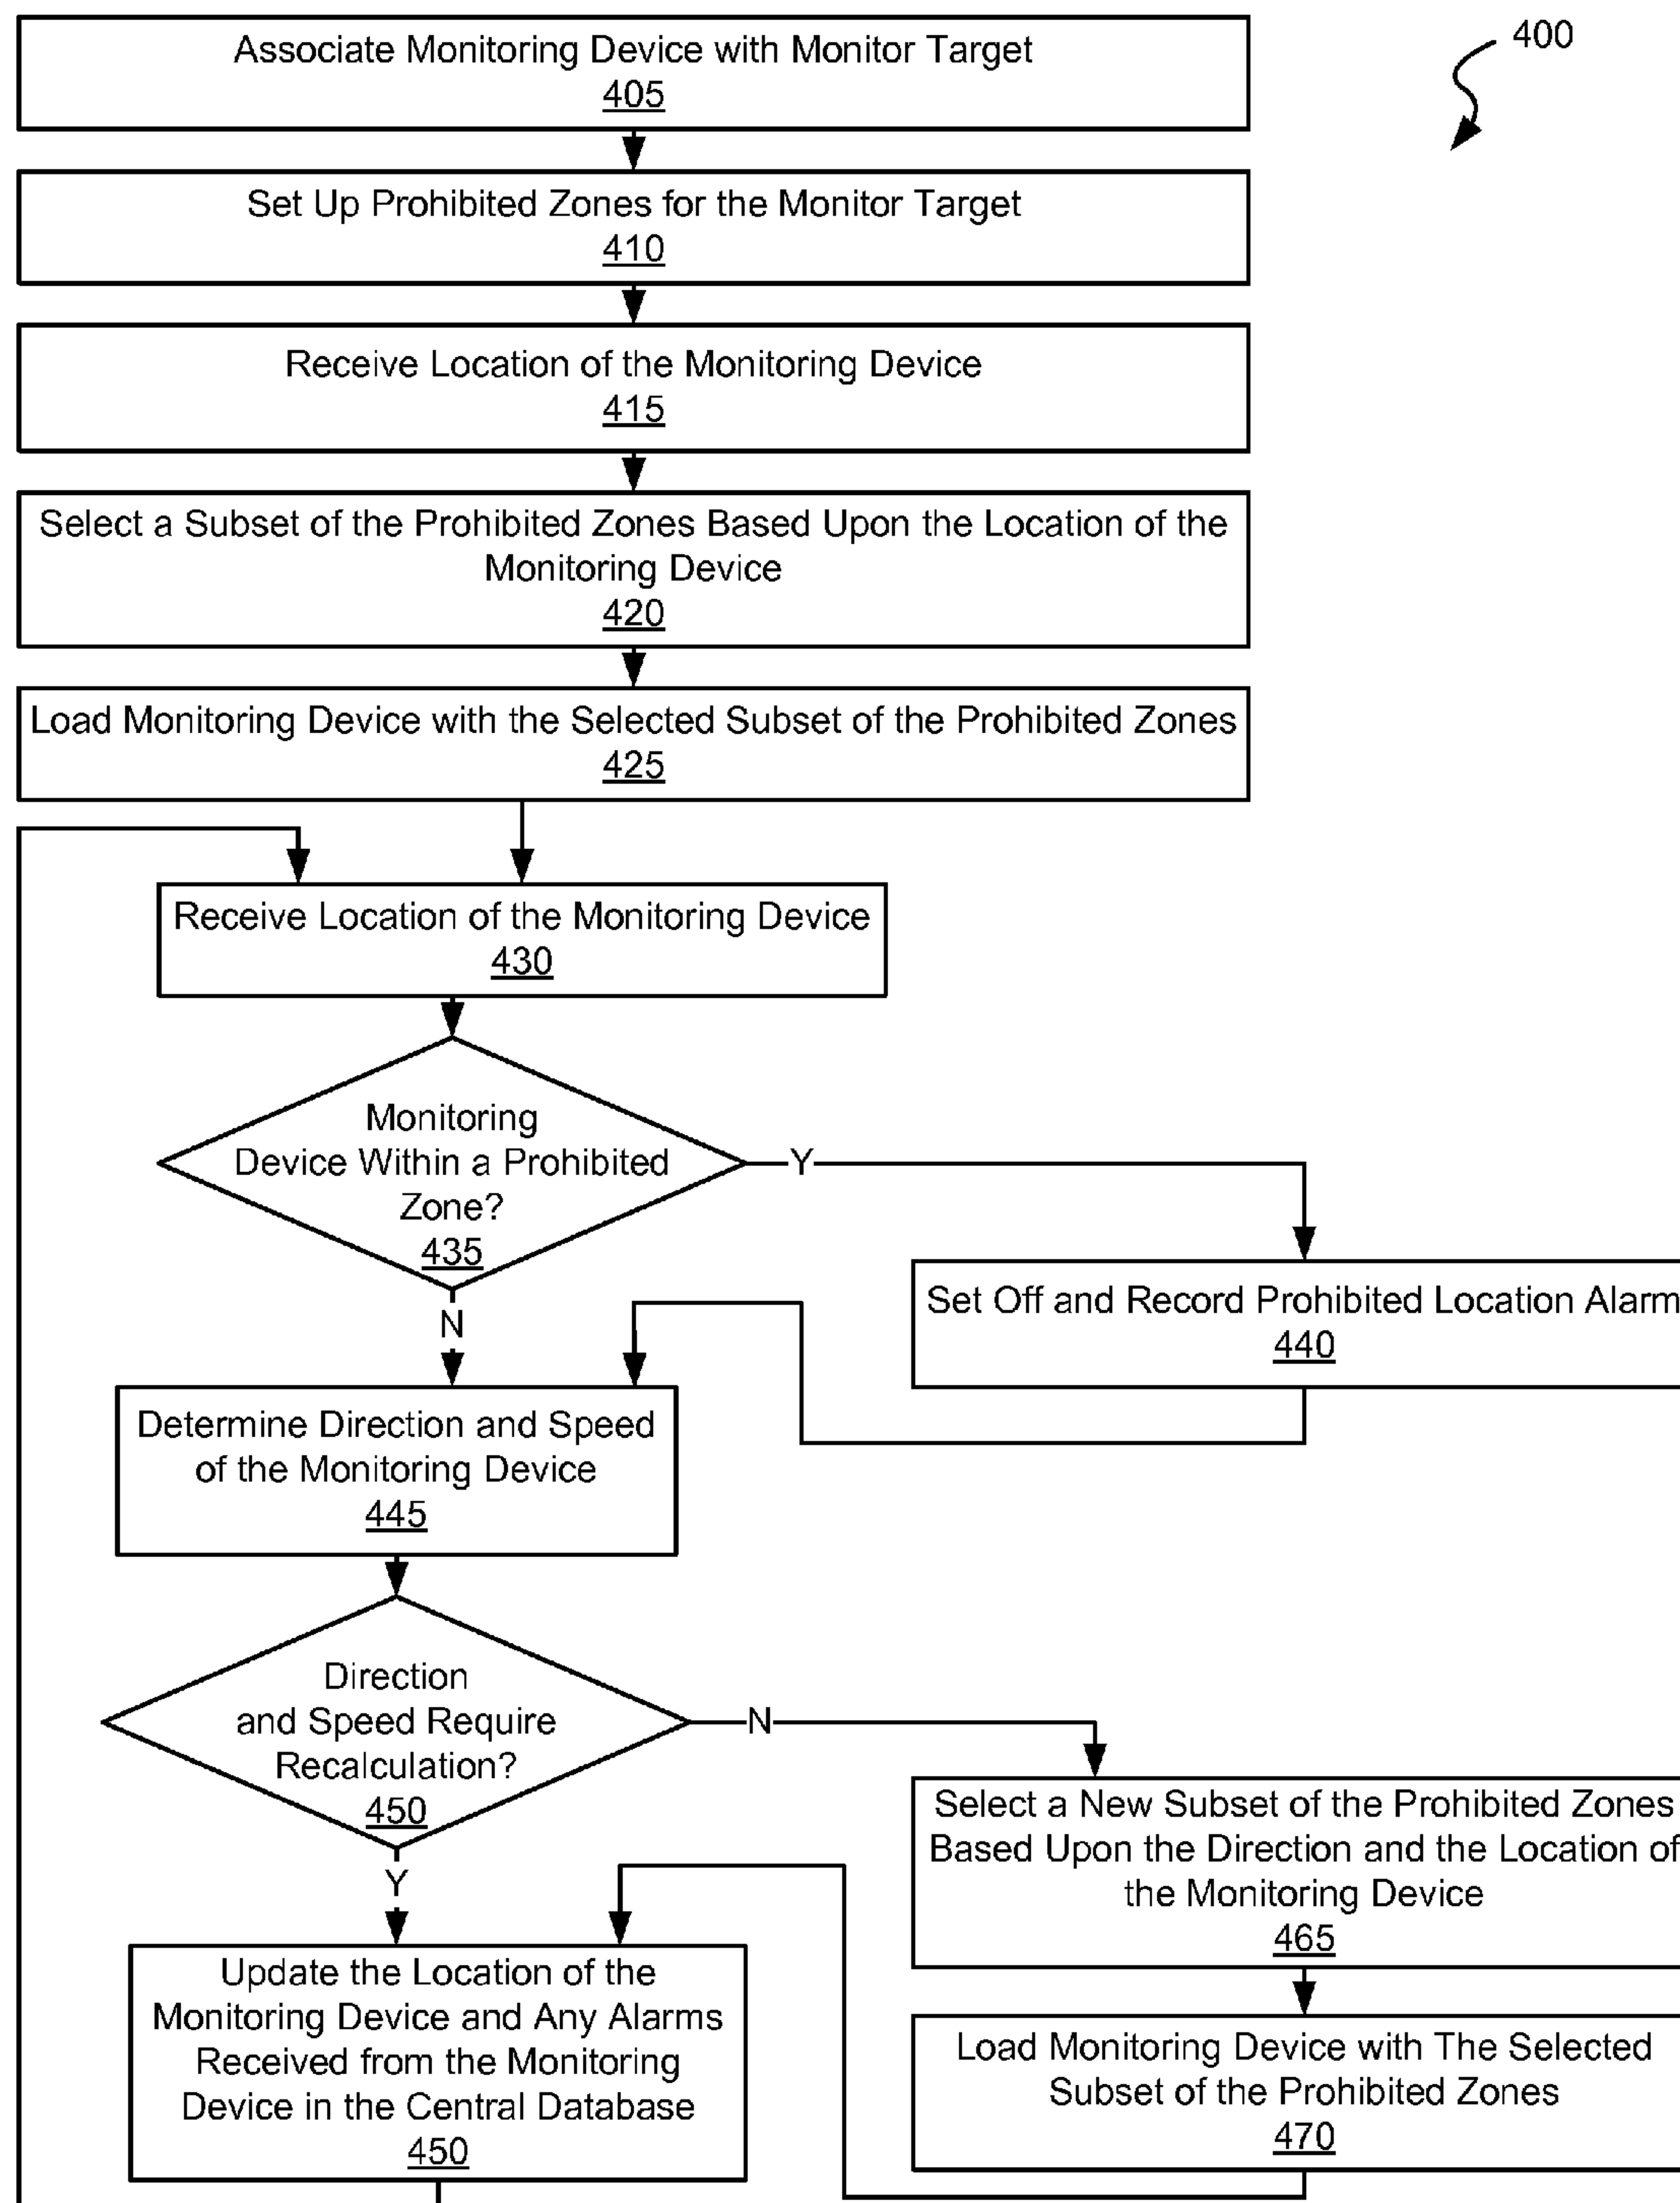 Associate Monitoring Device with Monitor Target
405
400
Set Up Prohibited Zones for the Monitor Target
410
Receive Location of the Monitoring Device
415
Select a Subset of the Prohibited Zones Based Upon the Location of the
Monitoring Device
420
Load Monitoring Device with the Selected Subset of the Prohibited Zones
425
Receive Location of the Monitoring Device
430
Monitoring
Device Within a Prohibited
Zone?
435
Y
N
Set Off and Record Prohibited Location Alarm
440
Determine Direction and Speed
of the Monitoring Device
445
Direction
and Speed Require
Recalculation?
450
N
Y
Select a New Subset of the Prohibited Zones
Based Upon the Direction and the Location of
the Monitoring Device
465
Update the Location of the
Monitoring Device and Any Alarms
Received from the Monitoring
Device in the Central Database
450
Load Monitoring Device with The Selected
Subset of the Prohibited Zones
470